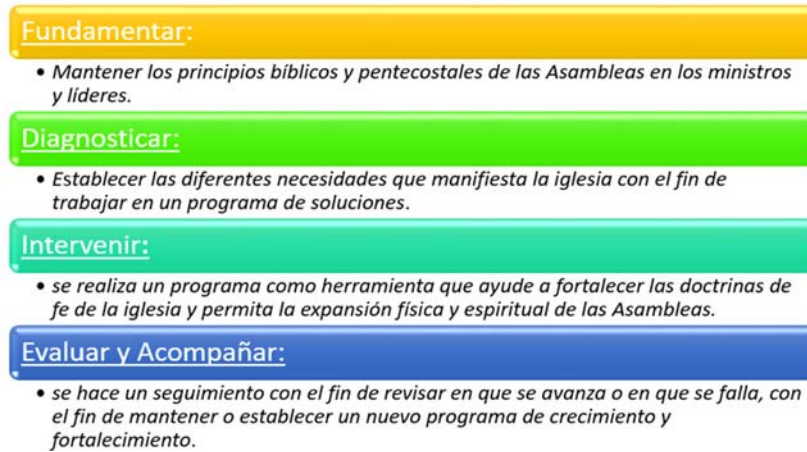 Fundamentar:
• Mantener los principios bíblicos y pentecostales de las Asambleas en los ministros
y líderes.
Diagnosticar:
• Establecer las diferentes necesidades que manifiesta la iglesia con el fin de
trabajar en un programa de soluciones.
Intervenir:
• se realiza un programa como herramienta que ayude a fortalecer las doctrinas de
fe de la iglesia y permita la expansión física y espiritual de las Asambleas.
Evaluar y Acompañar:
• se hace un seguimiento con el fin de revisar en que se avanza o en que se falla, con
el fin de mantener o establecer un nuevo programa de crecimiento y
fortalecimiento.